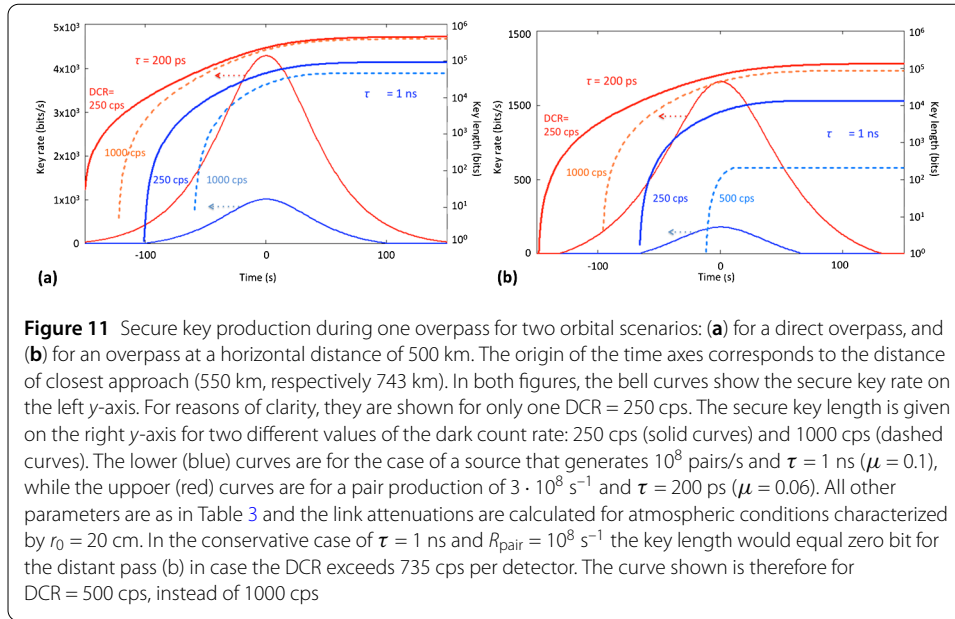 5x10³
4x10³
3x10³
2x10³
1x10³
0
Key rate (bits/s)
τ = 200 ps
DCR=
250 cps
1000 cps
250 cps
1000 cps
τ = 1 ns
10⁶
10⁵
10⁴
10³
10²
10¹
10⁰
Key length (bits)
-100 0 100
Time (s)
(a)
1500
1500
500
0
Key rate (bits/s)
τ = 200 ps
DCR=
250 cps
1000 cps
250 cps
500 cps
τ = 1 ns
10⁶
10⁵
10⁴
10³
10²
10¹
10⁰
Key length (bits)
-100 0 100
Time (s)
(b)
Figure 11 Secure key production during one overpass for two orbital scenarios: (a) for a direct overpass, and
(b) for an overpass at a horizontal distance of 500 km. The origin of the time axes corresponds to the distance
of closest approach (550 km, respectively 743 km). In both figures, the bell curves show the secure key rate on
the left y-axis. For reasons of clarity, they are shown for only one DCR = 250 cps. The secure key length is given
on the right y-axis for two different values of the dark count rate: 250 cps (solid curves) and 1000 cps (dashed
curves). The lower (blue) curves are for the case of a source that generates 10⁸ pairs/s and τ = 1 ns (μ = 0.1),
while the uppoer (red) curves are for a pair production of 3 · 10⁸ s⁻¹ and τ = 200 ps (μ = 0.06). All other
parameters are as in Table 3 and the link attenuations are calculated for atmospheric conditions characterized
by r₀ = 20 cm. In the conservative case of τ = 1 ns and R_pair = 10⁸ s⁻¹ the key length would equal zero bit for
the distant pass (b) in case the DCR exceeds 735 cps per detector. The curve shown is therefore for
DCR = 500 cps, instead of 1000 cps